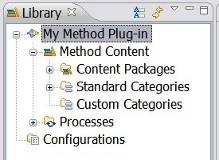 Library
My Method Plug-in
Method Content
Content Packages
Standard Categories
Custom Categories
Processes
Configurations